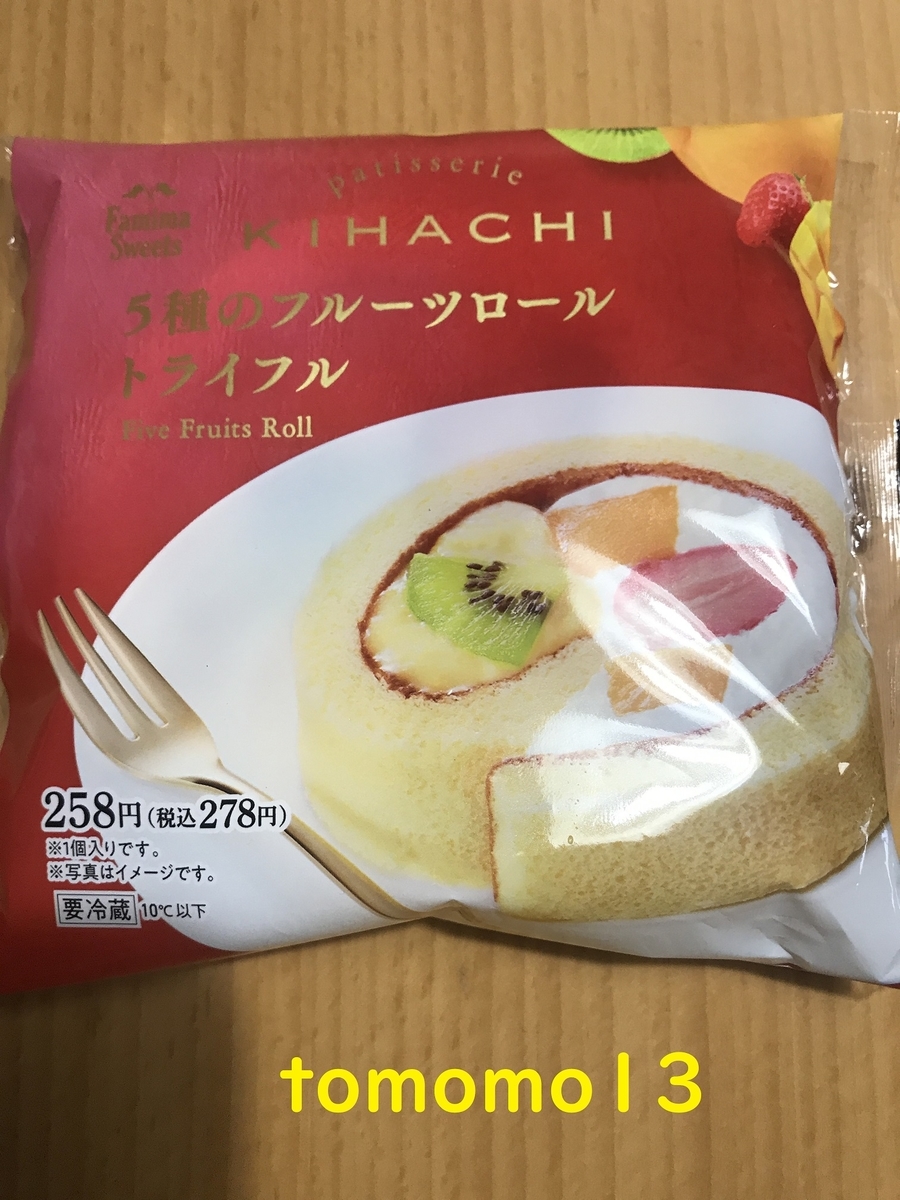 patisserie
KIHACHI
Famima
Sweets
5種のフルーツロール
トライフル
Five Fruits Roll
258円(税込278円)
※1個入りです。
※写真はイメージです。
要冷蔵 10℃以下
tomomo13